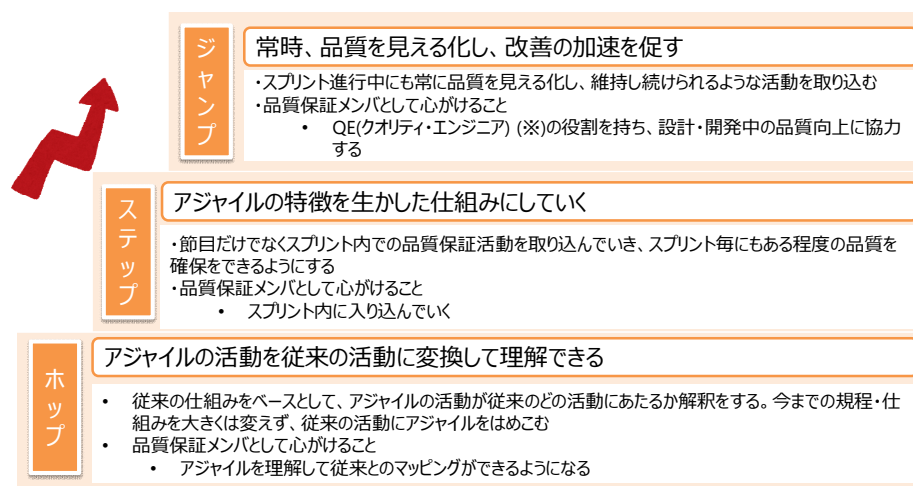 ジャンプ
常時、品質を見える化し、改善の加速を促す
・スプリント進行中にも常に品質を見える化し、維持し続けられるような活動を取り込む
・品質保証メンバとして心がけること
• QE(クオリティ・エンジニア) (※)の役割を持ち、設計・開発中の品質向上に協力
する
ステップ
アジャイルの特徴を生かした仕組みにしていく
・節目だけでなくスプリント内での品質保証活動を取り込んでいき、スプリント毎にもある程度の品質を
確保をできるようにする
・品質保証メンバとして心がけること
• スプリント内に入り込んでいく
ホップ
アジャイルの活動を従来の活動に変換して理解できる
• 従来の仕組みをベースとして、アジャイルの活動が従来のどの活動にあたるか解釈をする。今までの規程・仕
組みを大きくは変えず、従来の活動にアジャイルをはめこむ
• 品質保証メンバとして心がけること
• アジャイルを理解して従来とのマッピングができるようになる